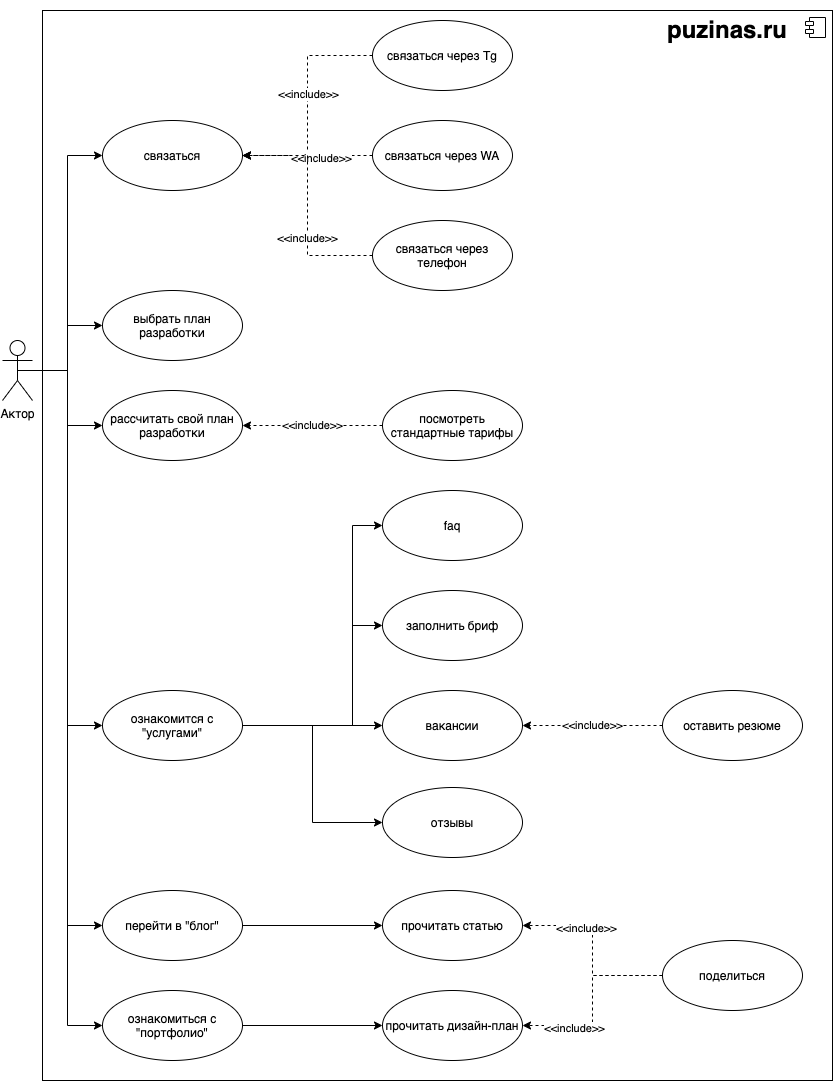 puzinas.ru
связаться через Tg
<<include>>
связаться
<<include>>
связаться через WA
<<include>>
связаться через
телефон
выбрать план
разработки
Актор
рассчитать свой план
разработки
<<include>>
посмотреть
стандартные тарифы
faq
заполнить бриф
ознакомится с
"услугами"
вакансии
<<include>>
оставить резюме
отзывы
перейти в "блог"
прочитать статью
<<include>>
поделиться
ознакомиться с
"портфолио"
прочитать дизайн-план
<<include>>